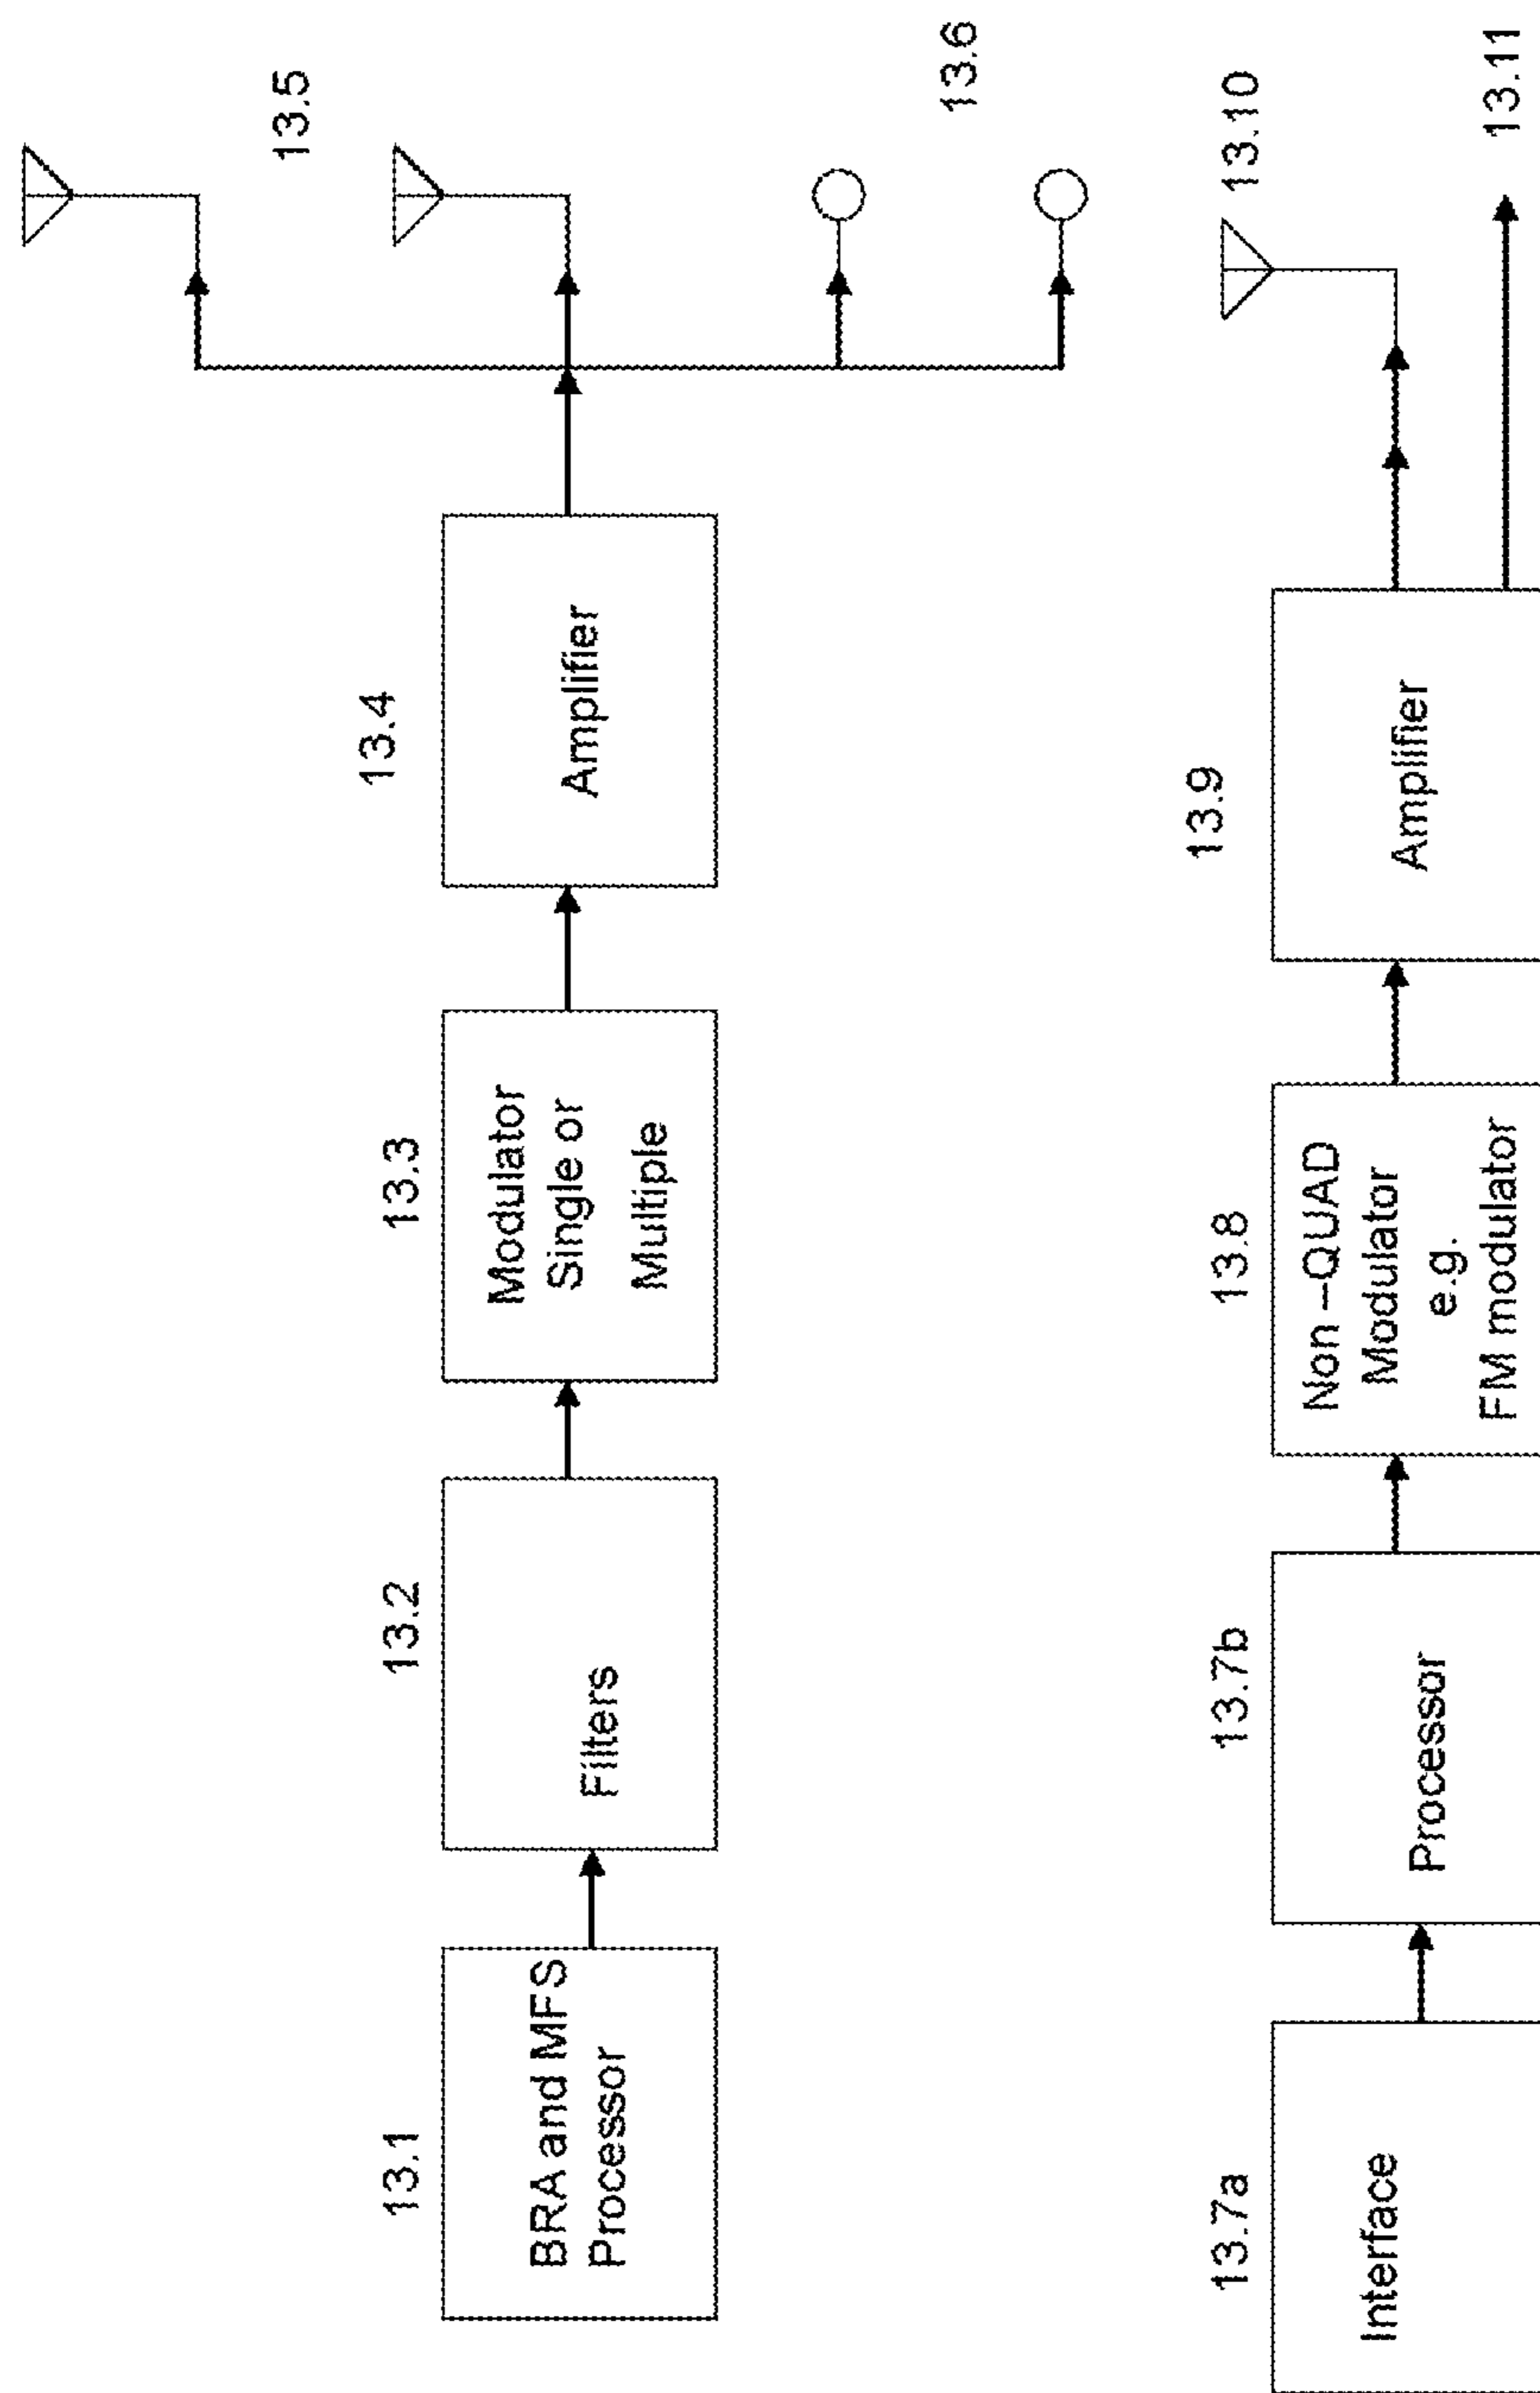 13.1
BRA and MFS
Processor
13.2
Filters
13.3
Modulator
Single or
Multiple
13.4
Amplifier
13.5
13.6
13.7a
Interface
13.7b
Processor
13.8
Non –QUAD
Modulator
e.g.
FM modulator
13.9
Amplifier
13.10
13.11